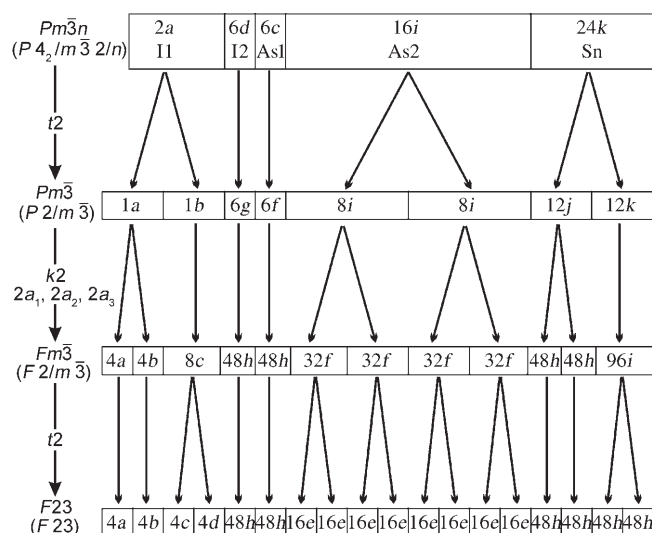 Pm3̅n
(P 4₂/m 3̅ 2/n)
2a 6d 6c 16i 24k
I1 I2 As1 As2 Sn
t2
Pm3̅
(P 2/m 3̅)
1a 1b 6g 6f 8i 8i 12j 12k
k2
2a₁, 2a₂, 2a₃
Fm3̅
(F 2/m 3̅)
4a 4b 8c 48h 48h 32f 32f 32f 32f 48h 48h 96i
t2
F23
(F 23)
4a 4b 4c 4d 48h 48h 16e 16e 16e 16e 16e 16e 16e 16e 48h 48h 48h 48h